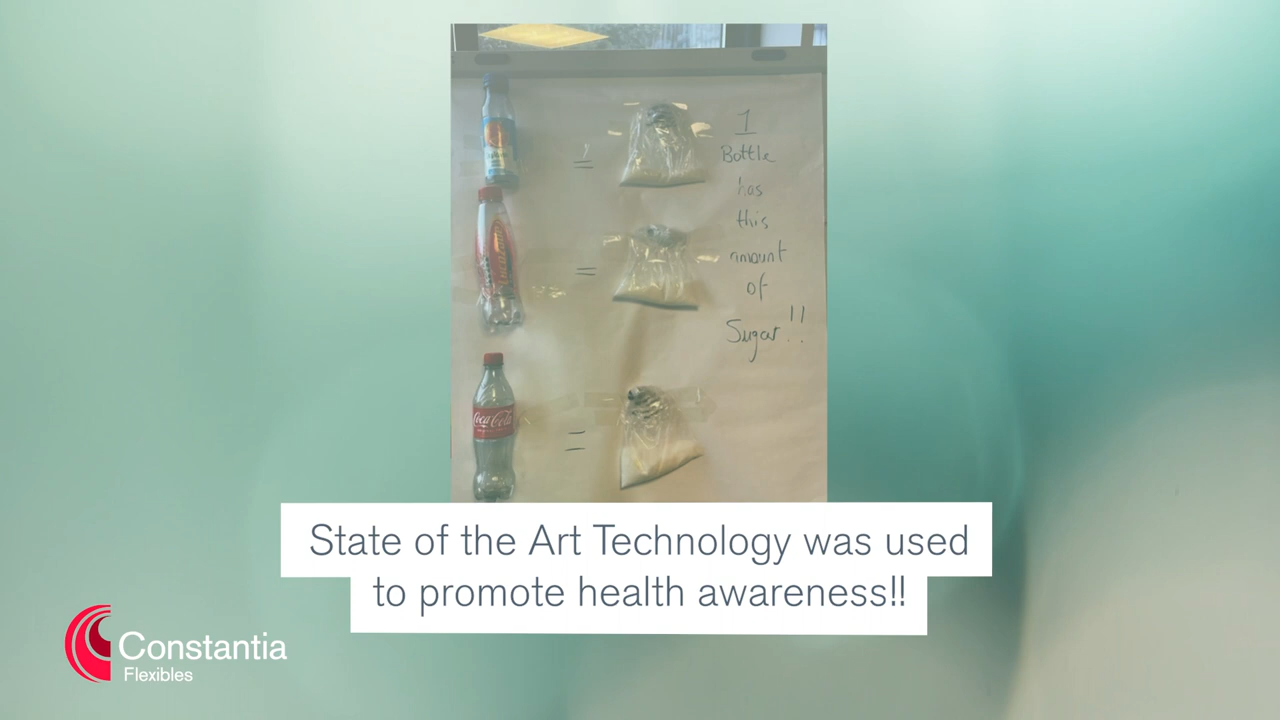 1
Bottle
has
this
amount
of
Sugar!!
=
=
=
Coca-Cola
State of the Art Technology was used
to promote health awareness!!
Constantia
Flexibles